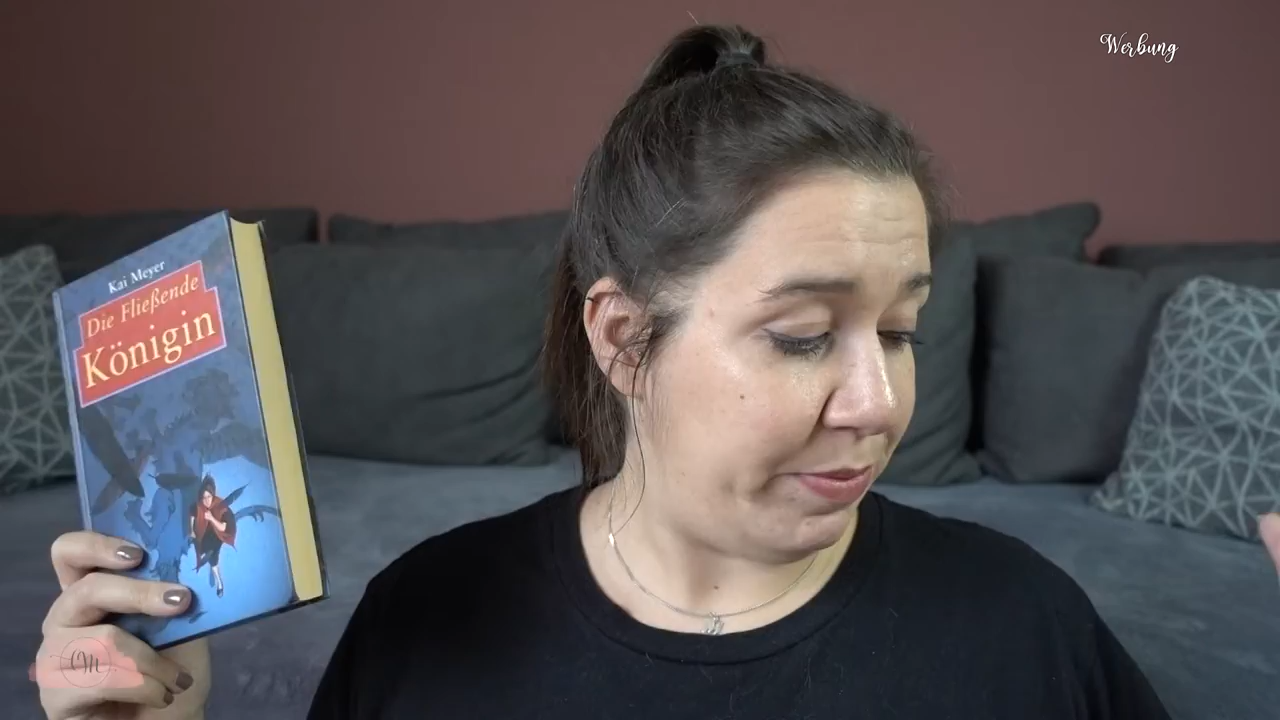 Werbung
Kai Meyer
Die Fließende
Königin
M